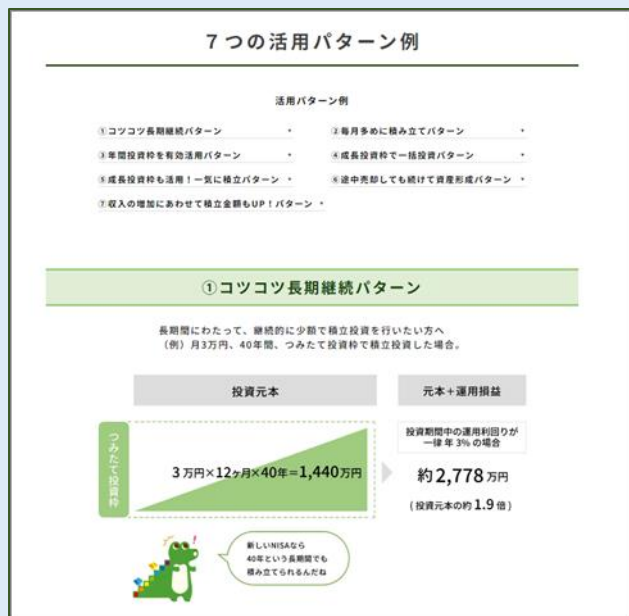 ７つの活用パターン例
活用パターン例
①コツコツ長期継続パターン
②毎月多めに積み立てパターン
③年間投資枠を有効活用パターン
④成長投資枠で一括投資パターン
⑤成長投資枠も活用！一気に積立パターン
⑥途中売却しても続けて資産形成パターン
⑦収入の増加にあわせて積立金額もUP！パターン
①コツコツ長期継続パターン
長期間にわたって、継続的に少額で積立投資を行いたい方へ
（例）月3万円、40年間、つみたて投資枠で積立投資した場合。
投資元本
元本＋運用損益
つみたて投資枠
3万円×12ヶ月×40年＝1,440万円
投資期間中の運用利回りが
一律 年 3% の場合
約2,778万円
( 投資元本の約 1.9 倍 )
新しいNISAなら
40年という長期間でも
積み立てられるんだね